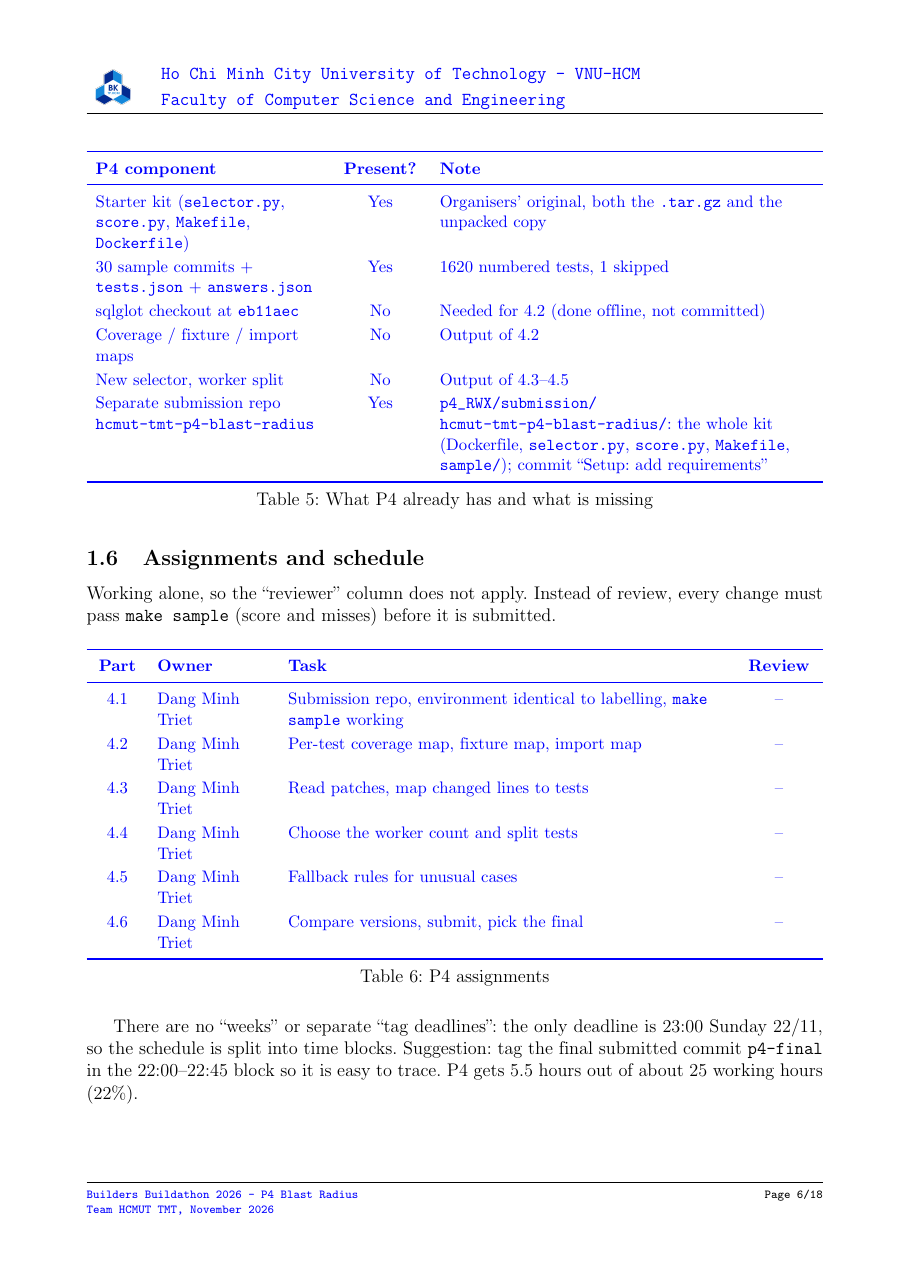 Ho Chi Minh City University of Technology - VNU-HCM
Faculty of Computer Science and Engineering
BK
P4 component Present? Note
Starter kit (selector.py, Yes Organisers' original, both the .tar.gz and the
score.py, Makefile, unpacked copy
Dockerfile)
30 sample commits + Yes 1620 numbered tests, 1 skipped
tests.json + answers.json
sqlglot checkout at eb11aec No Needed for 4.2 (done offline, not committed)
Coverage / fixture / import No Output of 4.2
maps
New selector, worker split No Output of 4.3–4.5
Separate submission repo Yes p4_RWX/submission/
hcmut-tmt-p4-blast-radius hcmut-tmt-p4-blast-radius/: the whole kit
(Dockerfile, selector.py, score.py, Makefile,
sample/); commit “Setup: add requirements”
Table 5: What P4 already has and what is missing
1.6 Assignments and schedule
Working alone, so the “reviewer” column does not apply. Instead of review, every change must
pass make sample (score and misses) before it is submitted.
Part Owner Task Review
4.1 Dang Minh Submission repo, environment identical to labelling, make –
Triet sample working
4.2 Dang Minh Per-test coverage map, fixture map, import map –
Triet
4.3 Dang Minh Read patches, map changed lines to tests –
Triet
4.4 Dang Minh Choose the worker count and split tests –
Triet
4.5 Dang Minh Fallback rules for unusual cases –
Triet
4.6 Dang Minh Compare versions, submit, pick the final –
Triet
Table 6: P4 assignments
There are no “weeks” or separate “tag deadlines”: the only deadline is 23:00 Sunday 22/11,
so the schedule is split into time blocks. Suggestion: tag the final submitted commit p4-final
in the 22:00–22:45 block so it is easy to trace. P4 gets 5.5 hours out of about 25 working hours
(22%).
Builders Buildathon 2026 - P4 Blast Radius Page 6/18
Team HCMUT TMT, November 2026